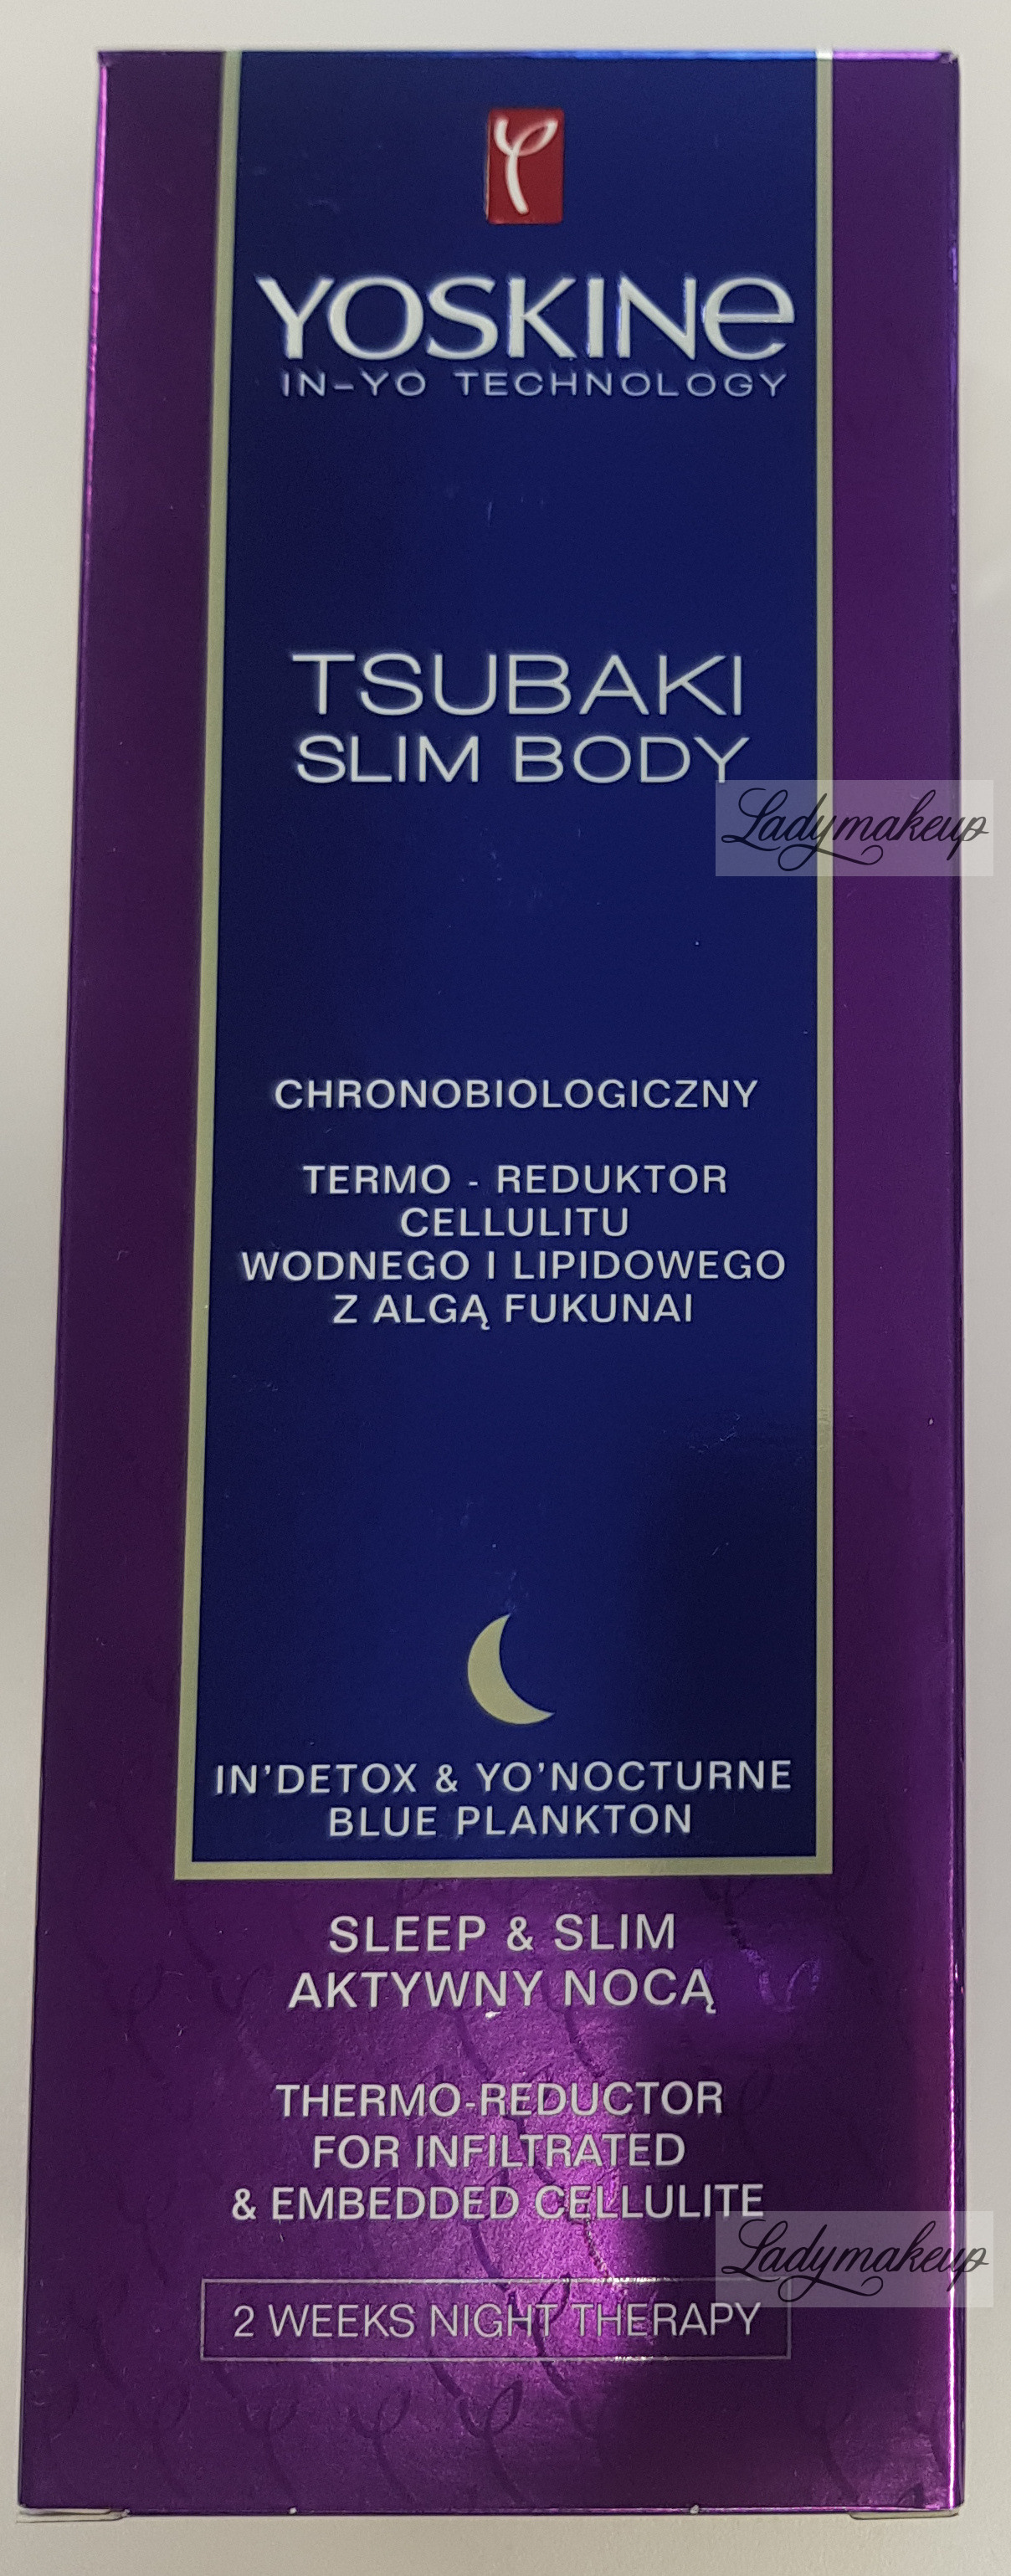 YOSKINE
IN-YO TECHNOLOGY
TSUBAKI
SLIM BODY
Ladymakeup
CHRONOBIOLOGICZNY
TERMO - REDUKTOR
CELLULITU
WODNEGO I LIPIDOWEGO
Z ALGĄ FUKUNAI
IN'DETOX & YO'NOCTURNE
BLUE PLANKTON
SLEEP & SLIM
AKTYWNY NOCĄ
THERMO-REDUCTOR
FOR INFILTRATED
& EMBEDDED CELLULITE
Ladymakeup
2 WEEKS NIGHT THERAPY